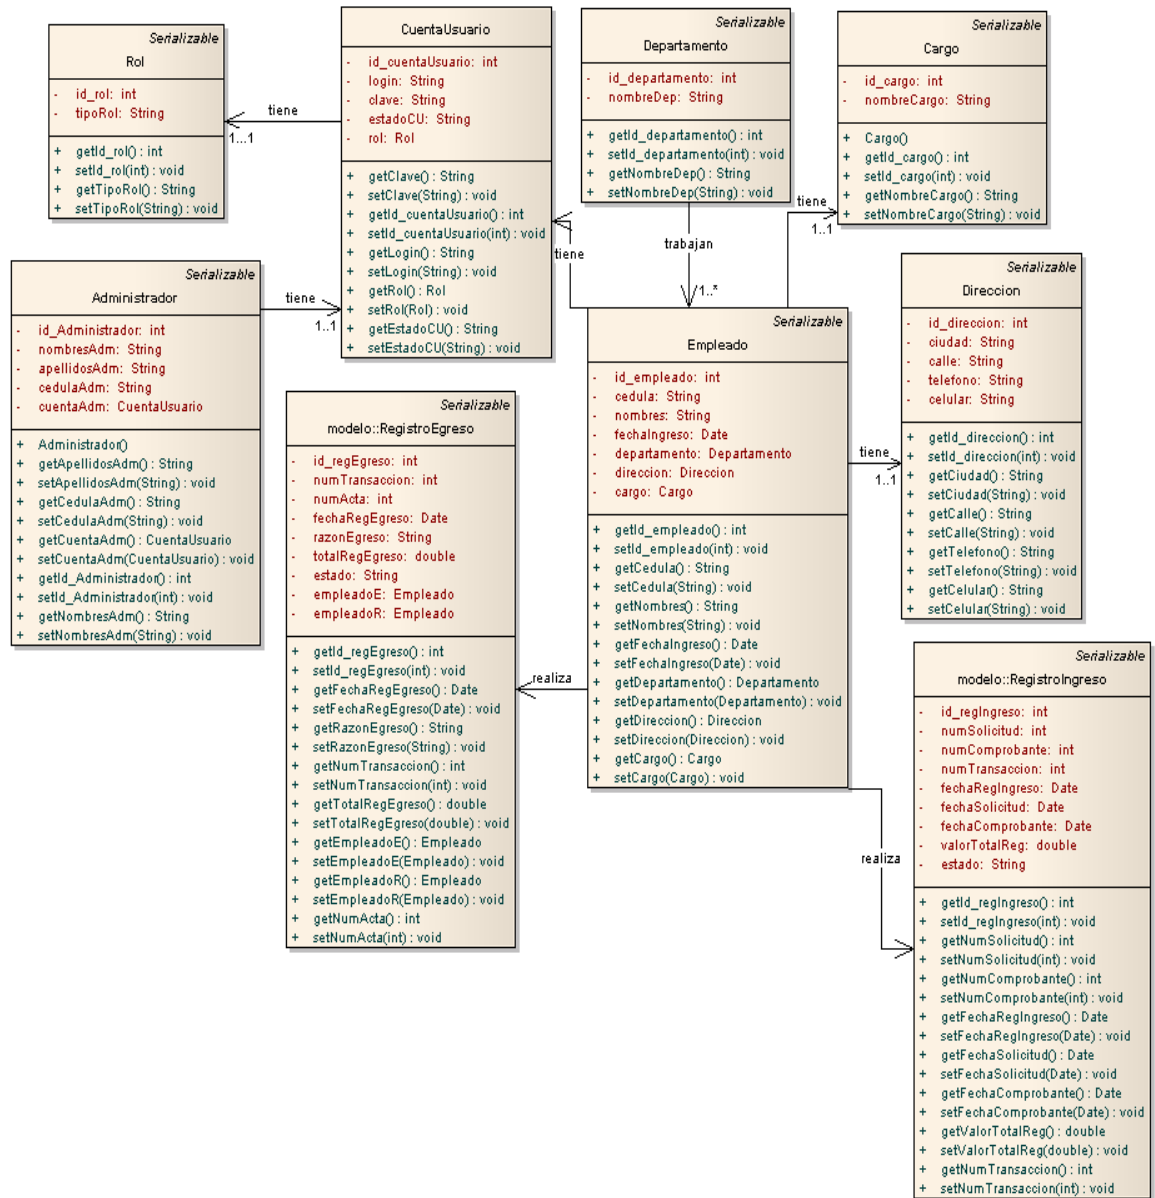 Serializable
Rol
- id_rol: int
- tipoRol: String
+ getId_rol() : int
+ setId_rol(int) : void
+ getTipoRol() : String
+ setTipoRol(String) : void
tiene
1..1
CuentaUsuario
- id_cuentaUsuario: int
- login: String
- clave: String
- estadoCU: String
- rol: Rol
+ getClave() : String
+ setClave(String) : void
+ getId_cuentaUsuario() : int
+ setId_cuentaUsuario(int) : void
+ getLogin() : String
+ setLogin(String) : void
+ getRol() : Rol
+ setRol(Rol) : void
+ getEstadoCU() : String
+ setEstadoCU(String) : void
Serializable
Departamento
- id_departamento: int
- nombreDep: String
+ getId_departamento() : int
+ setId_departamento(int) : void
+ getNombreDep() : String
+ setNombreDep(String) : void
Serializable
Cargo
- id_cargo: int
- nombreCargo: String
+ Cargo()
+ getId_cargo() : int
+ setId_cargo(int) : void
+ getNombreCargo() : String
+ setNombreCargo(String) : void
tiene
1..1
trabajan
1..*
tiene
Serializable
Administrador
- id_Administrador: int
- nombresAdm: String
- apellidosAdm: String
- cedulaAdm: String
- cuentaAdm: CuentaUsuario
+ Administrador()
+ getApellidosAdm() : String
+ setApellidosAdm(String) : void
+ getCedulaAdm() : String
+ setCedulaAdm(String) : void
+ getCuentaAdm() : CuentaUsuario
+ setCuentaAdm(CuentaUsuario) : void
+ getId_Administrador() : int
+ setId_Administrador(int) : void
+ getNombresAdm() : String
+ setNombresAdm(String) : void
tiene
1..1
Serializable
modelo::RegistroEgreso
- id_regEgreso: int
- numTransaccion: int
- numActa: int
- fechaRegEgreso: Date
- razonEgreso: String
- totalRegEgreso: double
- estado: String
- empleadoE: Empleado
- empleadoR: Empleado
+ getId_regEgreso() : int
+ setId_regEgreso(int) : void
+ getFechaRegEgreso() : Date
+ setFechaRegEgreso(Date) : void
+ getRazonEgreso() : String
+ setRazonEgreso(String) : void
+ getNumTransaccion() : int
+ setNumTransaccion(int) : void
+ getTotalRegEgreso() : double
+ setTotalRegEgreso(double) : void
+ getEmpleadoE() : Empleado
+ setEmpleadoE(Empleado) : void
+ getEmpleadoR() : Empleado
+ setEmpleadoR(Empleado) : void
+ getNumActa() : int
+ setNumActa(int) : void
realiza
Serializable
Empleado
- id_empleado: int
- cedula: String
- nombres: String
- fechaIngreso: Date
- departamento: Departamento
- direccion: Direccion
- cargo: Cargo
+ getId_empleado() : int
+ setId_empleado(int) : void
+ getCedula() : String
+ setCedula(String) : void
+ getNombres() : String
+ setNombres(String) : void
+ getFechaIngreso() : Date
+ setFechaIngreso(Date) : void
+ getDepartamento() : Departamento
+ setDepartamento(Departamento) : void
+ getDireccion() : Direccion
+ setDireccion(Direccion) : void
+ getCargo() : Cargo
+ setCargo(Cargo) : void
tiene
1..1
Serializable
Direccion
- id_direccion: int
- ciudad: String
- calle: String
- telefono: String
- celular: String
+ getId_direccion() : int
+ setId_direccion(int) : void
+ getCiudad() : String
+ setCiudad(String) : void
+ getCalle() : String
+ setCalle(String) : void
+ getTelefono() : String
+ setTelefono(String) : void
+ getCelular() : String
+ setCelular(String) : void
realiza
Serializable
modelo::RegistroIngreso
- id_regIngreso: int
- numSolicitud: int
- numComprobante: int
- numTransaccion: int
- fechaRegIngreso: Date
- fechaSolicitud: Date
- fechaComprobante: Date
- valorTotalReg: double
- estado: String
+ getId_regIngreso() : int
+ setId_regIngreso(int) : void
+ getNumSolicitud() : int
+ setNumSolicitud(int) : void
+ getNumComprobante() : int
+ setNumComprobante(int) : void
+ getFechaRegIngreso() : Date
+ setFechaRegIngreso(Date) : void
+ getFechaSolicitud() : Date
+ setFechaSolicitud(Date) : void
+ getFechaComprobante() : Date
+ setFechaComprobante(Date) : void
+ getValorTotalReg() : double
+ setValorTotalReg(double) : void
+ getNumTransaccion() : int
+ setNumTransaccion(int) : void